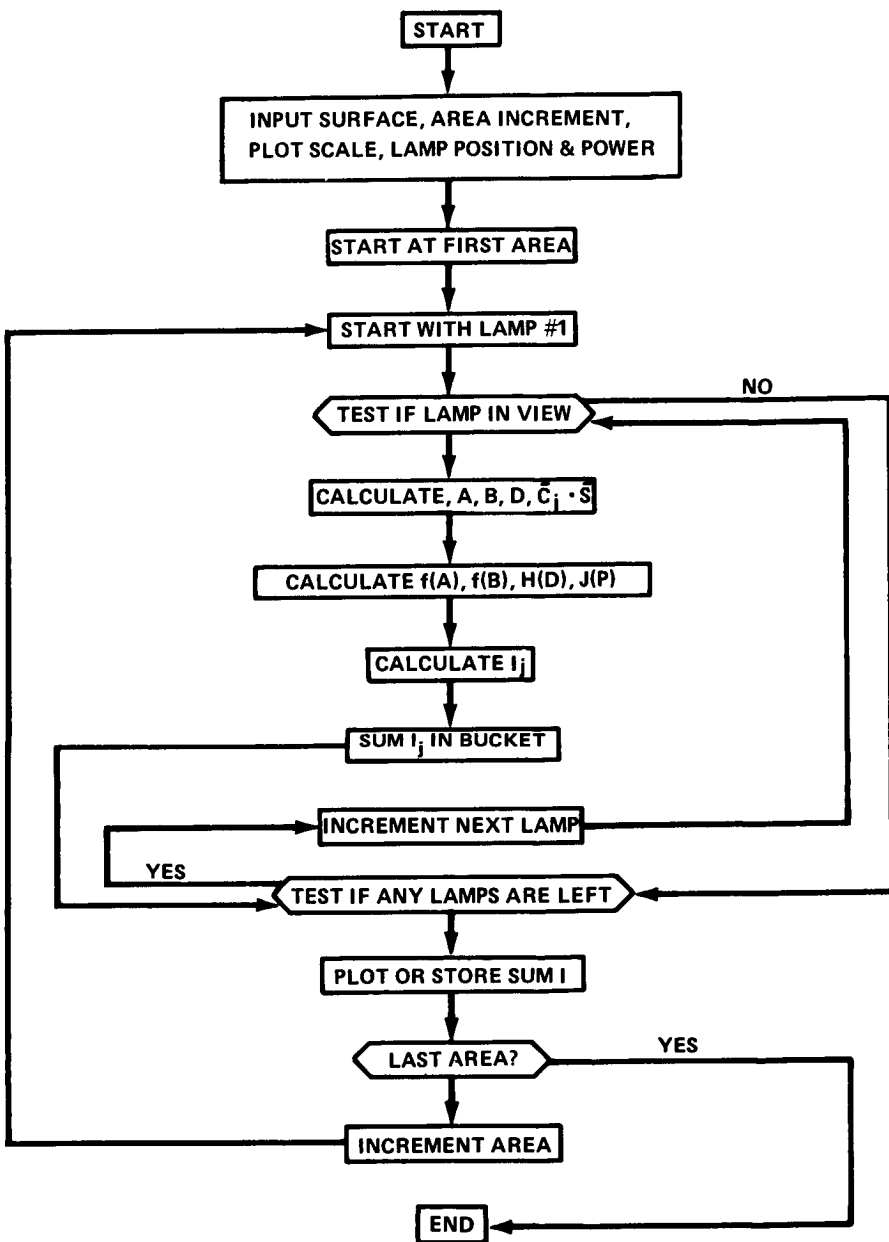 START
INPUT SURFACE, AREA INCREMENT,
PLOT SCALE, LAMP POSITION & POWER
START AT FIRST AREA
START WITH LAMP #1
NO
TEST IF LAMP IN VIEW
CALCULATE, A, B, D, C̄j · S̄
CALCULATE f(A), f(B), H(D), J(P)
CALCULATE Ij
SUM Ij IN BUCKET
INCREMENT NEXT LAMP
YES
TEST IF ANY LAMPS ARE LEFT
PLOT OR STORE SUM I
LAST AREA?
YES
INCREMENT AREA
END